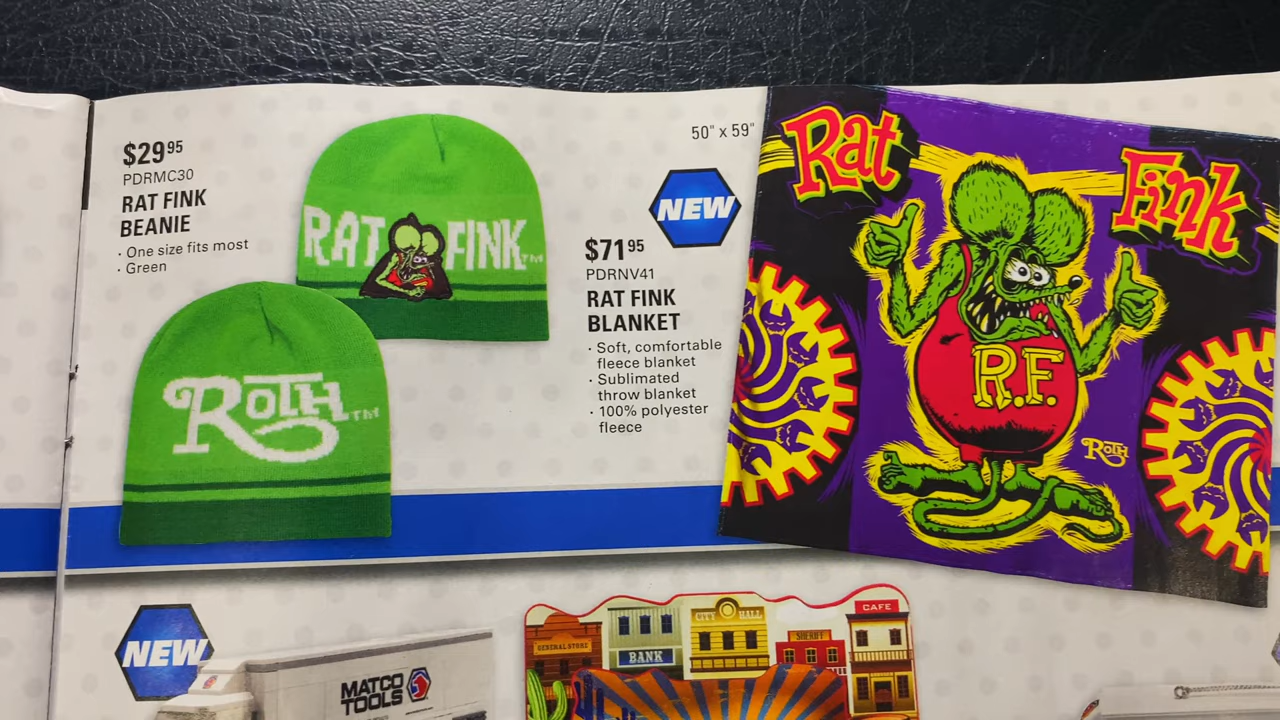 $29 95
PDRMC30
RAT FINK
BEANIE
· One size fits most
· Green
RAT FINK TM
ROTH TM
50" x 59"
NEW
$71 95
PDRNV41
RAT FINK
BLANKET
· Soft, comfortable
fleece blanket
· Sublimated
throw blanket
· 100% polyester
fleece
Rat
Fink
R.F.
ROTH
NEW
MATCO
TOOLS
GENERAL STORE
BANK
CITY HALL
SHERIFF
CAFE